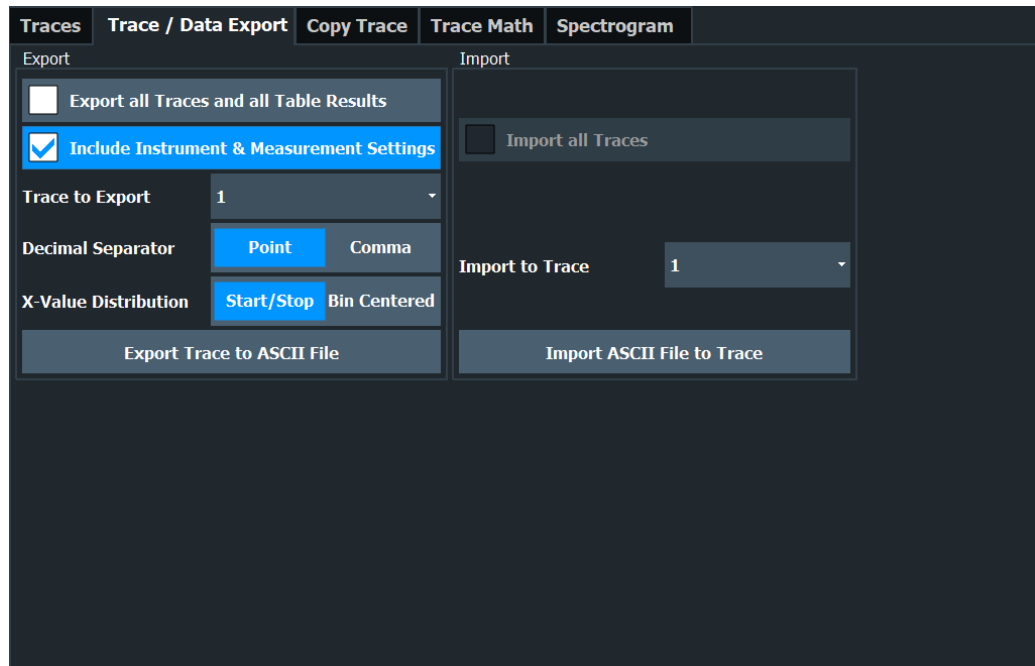 Traces Trace / Data Export Copy Trace Trace Math Spectrogram
Export
Export all Traces and all Table Results
Include Instrument & Measurement Settings
Trace to Export 1
Decimal Separator Point Comma
X-Value Distribution Start/Stop Bin Centered
Export Trace to ASCII File
Import
Import all Traces
Import to Trace 1
Import ASCII File to Trace